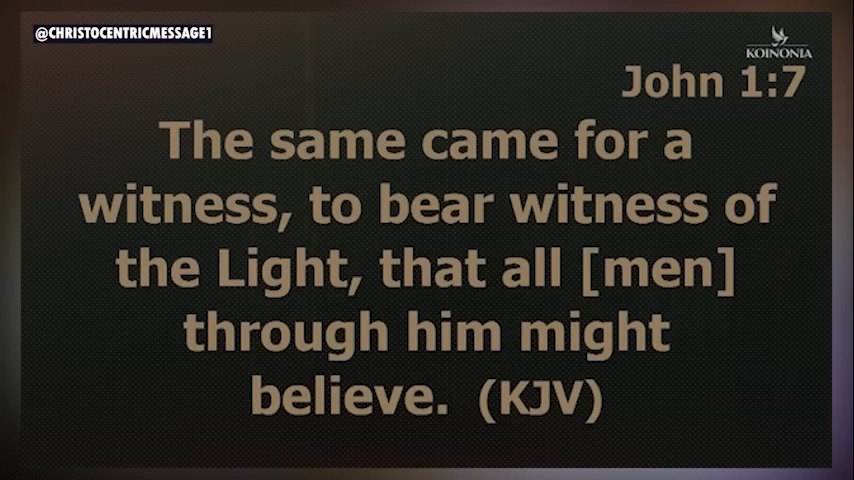 @CHRISTOCENTRICMESSAGE1
KOINONIA
John 1:7
The same came for a
witness, to bear witness of
the Light, that all [men]
through him might
believe. (KJV)